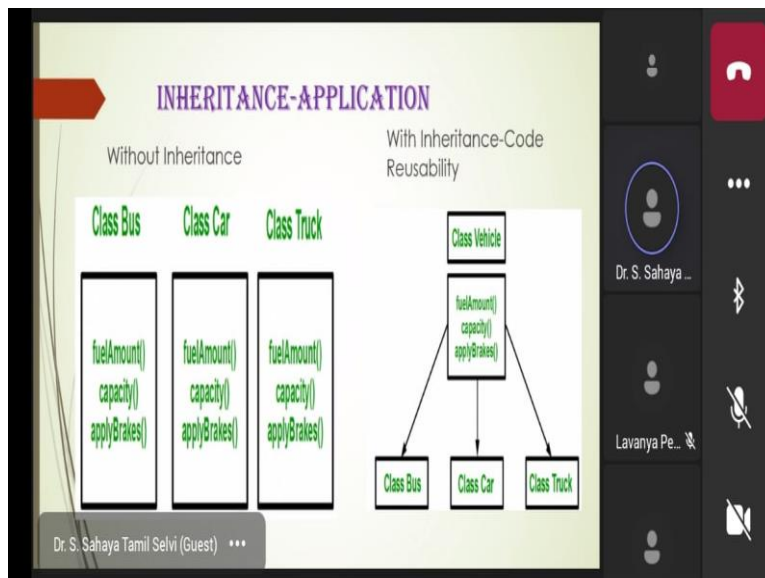 INHERITANCE-APPLICATION
Without Inheritance
With Inheritance-Code
Reusability
Class Bus
Class Car
Class Truck
fuelAmount()
capacity()
applyBrakes()
fuelAmount()
capacity()
applyBrakes()
fuelAmount()
capacity()
applyBrakes()
Class Vehicle
fuelAmount()
capacity()
applyBrakes()
Class Bus
Class Car
Class Truck
Dr. S. Sahaya ...
Lavanya Pe...
Dr. S. Sahaya Tamil Selvi (Guest)